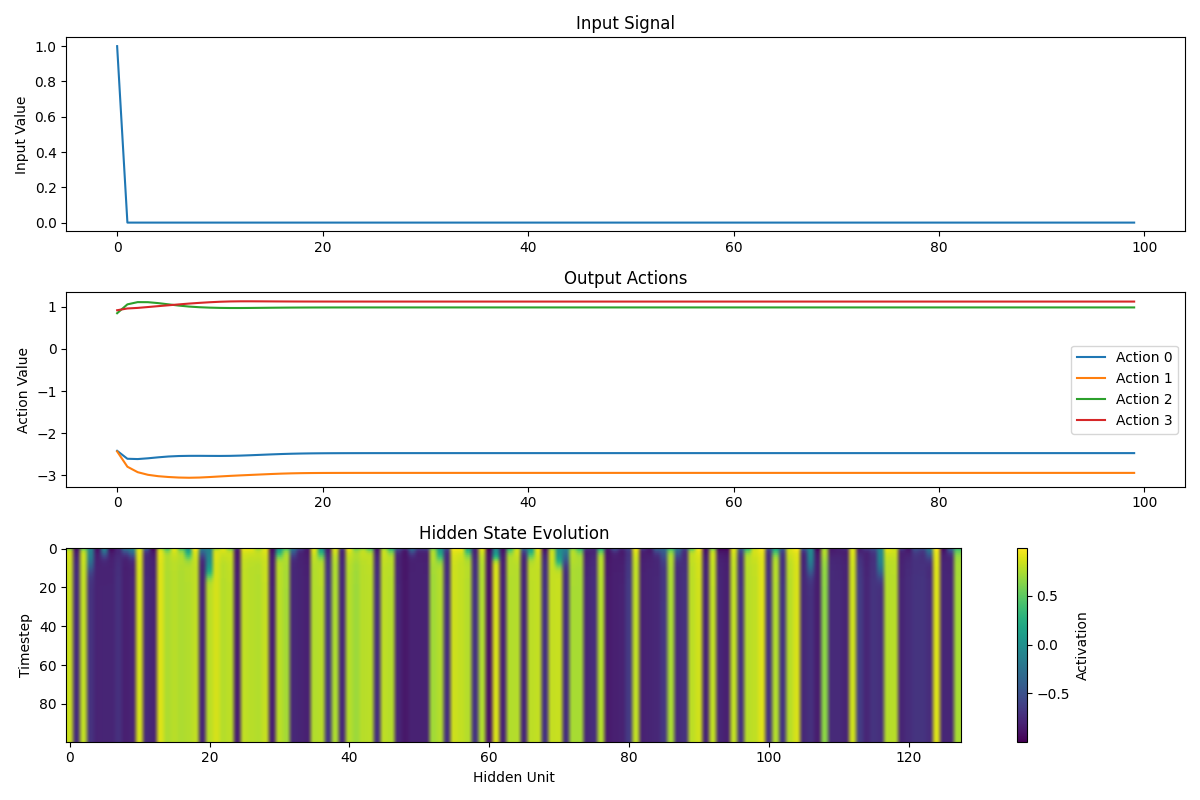 Input Signal
Input Value
1.0
0.8
0.6
0.4
0.2
0.0
0 20 40 60 80 100
Output Actions
Action Value
1
0
−1
−2
−3
Action 0
Action 1
Action 2
Action 3
0 20 40 60 80 100
Hidden State Evolution
Timestep
0
20
40
60
80
0 20 40 60 80 100 120
Hidden Unit
0.5
0.0
−0.5
Activation